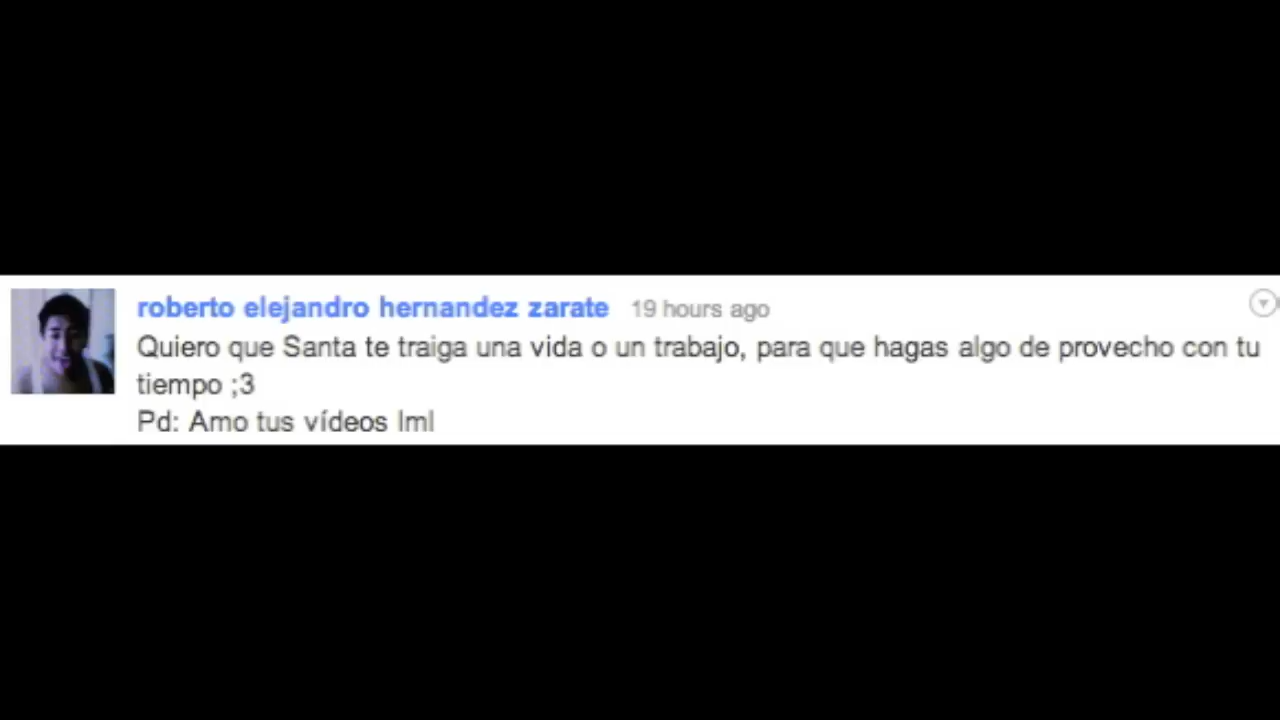 roberto elejandro hernandez zarate 19 hours ago
Quiero que Santa te traiga una vida o un trabajo, para que hagas algo de provecho con tu
tiempo ;3
Pd: Amo tus vídeos lml